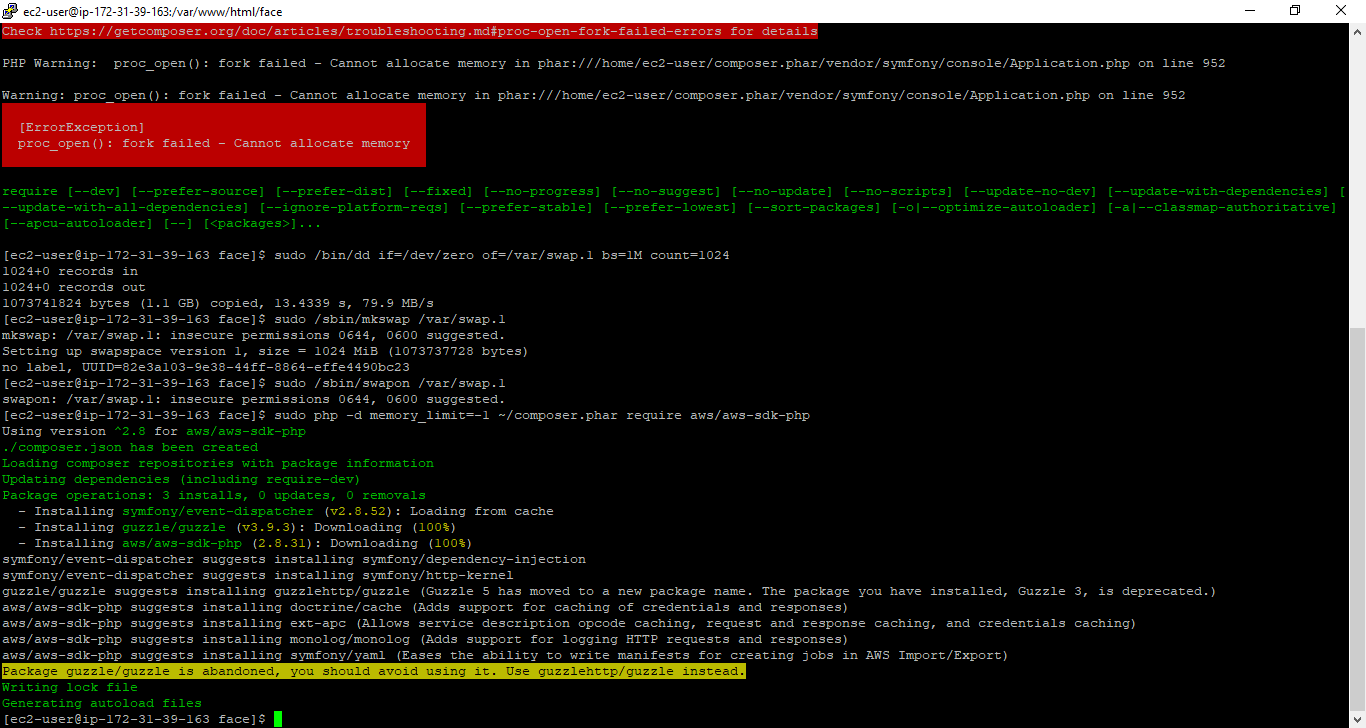 ec2-user@ip-172-31-39-163:/var/www/html/face
Check https://getcomposer.org/doc/articles/troubleshooting.md#proc-open-fork-failed-errors for details
PHP Warning:  proc_open(): fork failed - Cannot allocate memory in phar:///home/ec2-user/composer.phar/vendor/symfony/console/Application.php on line 952
Warning: proc_open(): fork failed - Cannot allocate memory in phar:///home/ec2-user/composer.phar/vendor/symfony/console/Application.php on line 952
[ErrorException]
proc_open(): fork failed - Cannot allocate memory
require [--dev] [--prefer-source] [--prefer-dist] [--fixed] [--no-progress] [--no-suggest] [--no-update] [--no-scripts] [--update-no-dev] [--update-with-dependencies] [
--update-with-all-dependencies] [--ignore-platform-reqs] [--prefer-stable] [--prefer-lowest] [--sort-packages] [-o|--optimize-autoloader] [-a|--classmap-authoritative]
[--apcu-autoloader] [--] [<packages>]...
[ec2-user@ip-172-31-39-163 face]$ sudo /bin/dd if=/dev/zero of=/var/swap.1 bs=1M count=1024
1024+0 records in
1024+0 records out
1073741824 bytes (1.1 GB) copied, 13.4339 s, 79.9 MB/s
[ec2-user@ip-172-31-39-163 face]$ sudo /sbin/mkswap /var/swap.1
mkswap: /var/swap.1: insecure permissions 0644, 0600 suggested.
Setting up swapspace version 1, size = 1024 MiB (1073737728 bytes)
no label, UUID=82e3a103-9e38-44ff-8864-effe4490bc23
[ec2-user@ip-172-31-39-163 face]$ sudo /sbin/swapon /var/swap.1
swapon: /var/swap.1: insecure permissions 0644, 0600 suggested.
[ec2-user@ip-172-31-39-163 face]$ sudo php -d memory_limit=-1 ~/composer.phar require aws/aws-sdk-php
Using version ^2.8 for aws/aws-sdk-php
./composer.json has been created
Loading composer repositories with package information
Updating dependencies (including require-dev)
Package operations: 3 installs, 0 updates, 0 removals
- Installing symfony/event-dispatcher (v2.8.52): Loading from cache
- Installing guzzle/guzzle (v3.9.3): Downloading (100%)
- Installing aws/aws-sdk-php (2.8.31): Downloading (100%)
symfony/event-dispatcher suggests installing symfony/dependency-injection
symfony/event-dispatcher suggests installing symfony/http-kernel
guzzle/guzzle suggests installing guzzlehttp/guzzle (Guzzle 5 has moved to a new package name. The package you have installed, Guzzle 3, is deprecated.)
aws/aws-sdk-php suggests installing doctrine/cache (Adds support for caching of credentials and responses)
aws/aws-sdk-php suggests installing ext-apc (Allows service description opcode caching, request and response caching, and credentials caching)
aws/aws-sdk-php suggests installing monolog/monolog (Adds support for logging HTTP requests and responses)
aws/aws-sdk-php suggests installing symfony/yaml (Eases the ability to write manifests for creating jobs in AWS Import/Export)
Package guzzle/guzzle is abandoned, you should avoid using it. Use guzzlehttp/guzzle instead.
Writing lock file
Generating autoload files
[ec2-user@ip-172-31-39-163 face]$